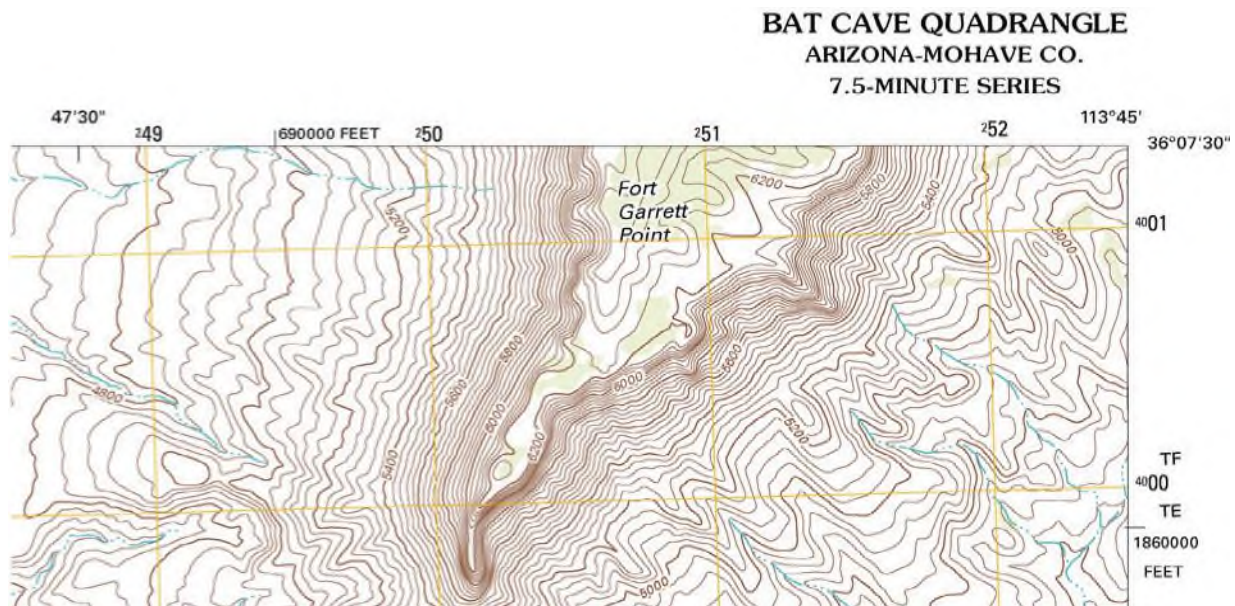 BAT CAVE QUADRANGLE
ARIZONA-MOHAVE CO.
7.5-MINUTE SERIES
47'30"
²49
690000 FEET
²50
²51
²52
113°45'
36°07'30"
Fort
Garrett
Point
6200
5800
5400
5200
5000
⁴⁰01
5800
4800
5600
6000
6000
5600
6200
5200
5400
TF
⁴⁰00
TE
1860000
FEET
5000